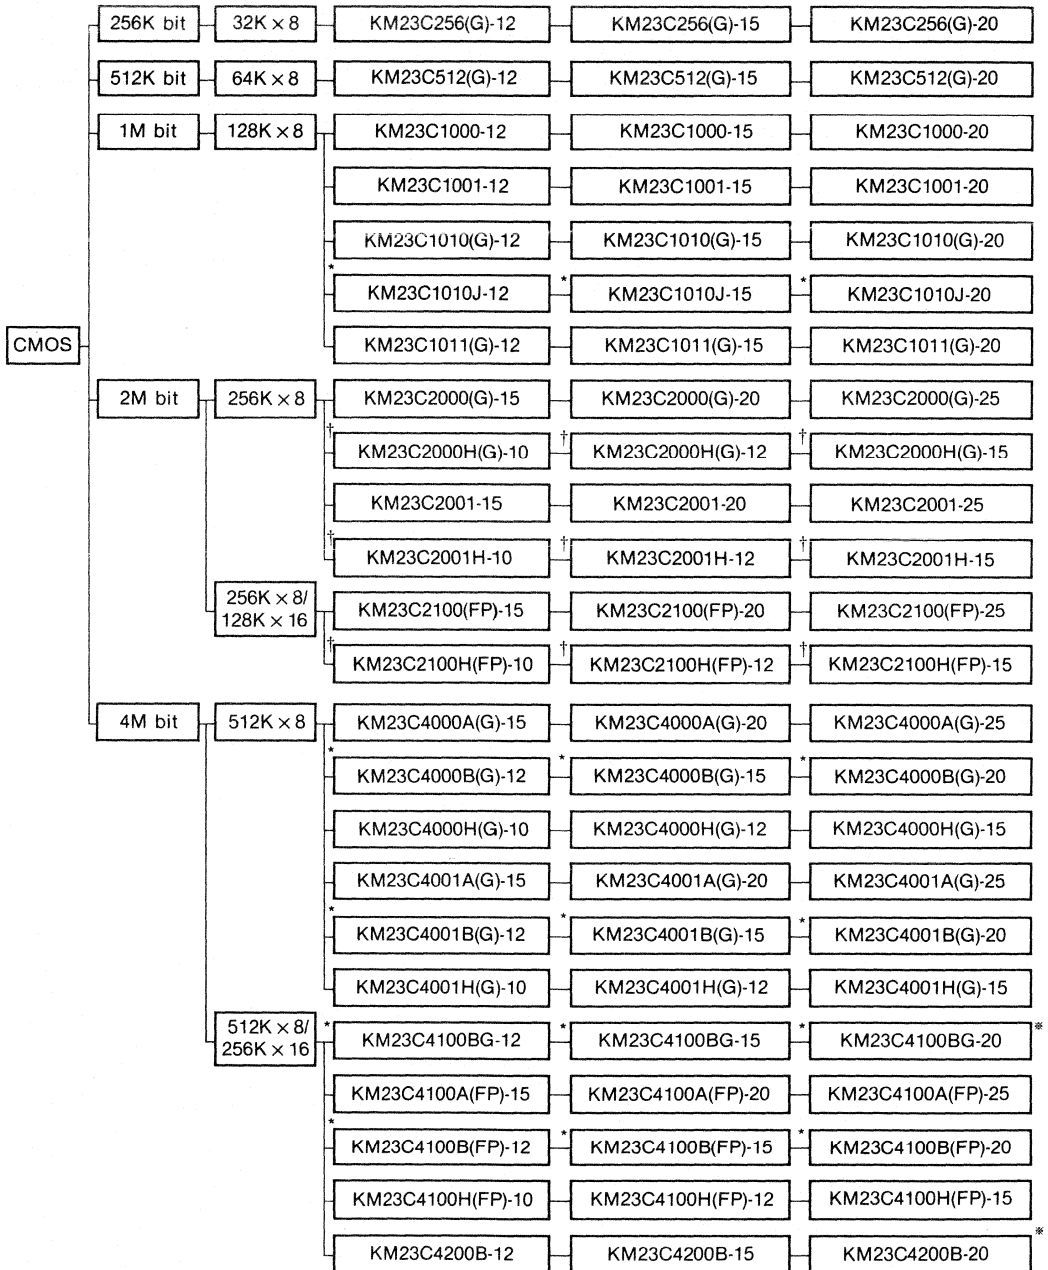 256K bit 32K × 8 KM23C256(G)-12 KM23C256(G)-15 KM23C256(G)-20
512K bit 64K × 8 KM23C512(G)-12 KM23C512(G)-15 KM23C512(G)-20
1M bit 128K × 8 KM23C1000-12 KM23C1000-15 KM23C1000-20
KM23C1001-12 KM23C1001-15 KM23C1001-20
KM23C1010(G)-12 KM23C1010(G)-15 KM23C1010(G)-20
* KM23C1010J-12 * KM23C1010J-15 * KM23C1010J-20
CMOS KM23C1011(G)-12 KM23C1011(G)-15 KM23C1011(G)-20
2M bit 256K × 8 KM23C2000(G)-15 KM23C2000(G)-20 KM23C2000(G)-25
† KM23C2000H(G)-10 † KM23C2000H(G)-12 † KM23C2000H(G)-15
KM23C2001-15 KM23C2001-20 KM23C2001-25
† KM23C2001H-10 † KM23C2001H-12 † KM23C2001H-15
256K × 8/
128K × 16 KM23C2100(FP)-15 KM23C2100(FP)-20 KM23C2100(FP)-25
† KM23C2100H(FP)-10 † KM23C2100H(FP)-12 † KM23C2100H(FP)-15
4M bit 512K × 8 KM23C4000A(G)-15 KM23C4000A(G)-20 KM23C4000A(G)-25
* KM23C4000B(G)-12 * KM23C4000B(G)-15 * KM23C4000B(G)-20
KM23C4000H(G)-10 KM23C4000H(G)-12 KM23C4000H(G)-15
KM23C4001A(G)-15 KM23C4001A(G)-20 KM23C4001A(G)-25
* KM23C4001B(G)-12 * KM23C4001B(G)-15 * KM23C4001B(G)-20
KM23C4001H(G)-10 KM23C4001H(G)-12 KM23C4001H(G)-15
512K × 8/
256K × 16 * KM23C4100BG-12 * KM23C4100BG-15 * KM23C4100BG-20 ※
KM23C4100A(FP)-15 KM23C4100A(FP)-20 KM23C4100A(FP)-25
* KM23C4100B(FP)-12 * KM23C4100B(FP)-15 * KM23C4100B(FP)-20
KM23C4100H(FP)-10 KM23C4100H(FP)-12 KM23C4100H(FP)-15
KM23C4200B-12 KM23C4200B-15 KM23C4200B-20 ※